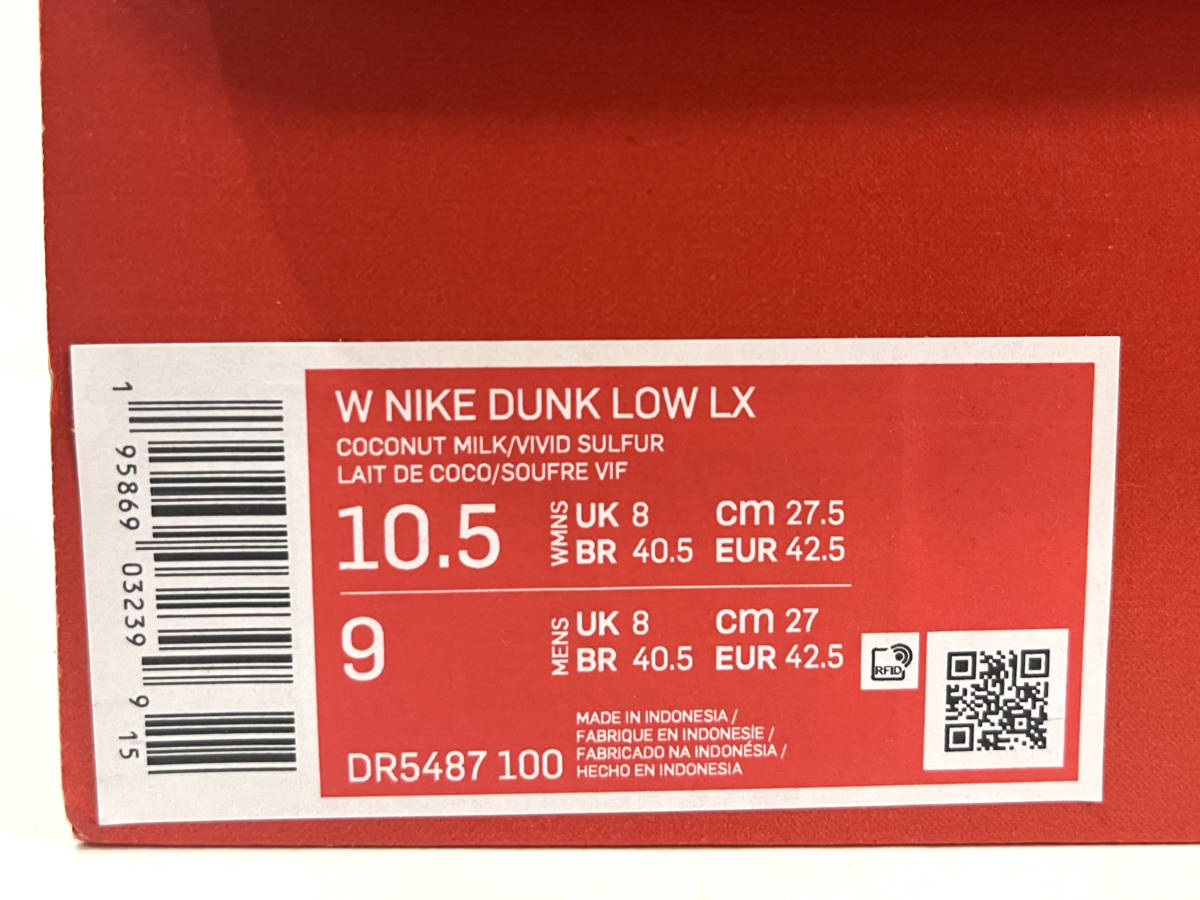 W NIKE DUNK LOW LX
COCONUT MILK/VIVID SULFUR
LAIT DE COCO/SOUFRE VIF
10.5
WMNS
UK 8 cm 27.5
BR 40.5 EUR 42.5
9
MENS
UK 8 cm 27
BR 40.5 EUR 42.5
RFID
MADE IN INDONESIA /
FABRIQUE EN INDONESIE /
FABRICADO NA INDONÉSIA /
HECHO EN INDONESIA
DR5487 100
1 95869 03239 9 15